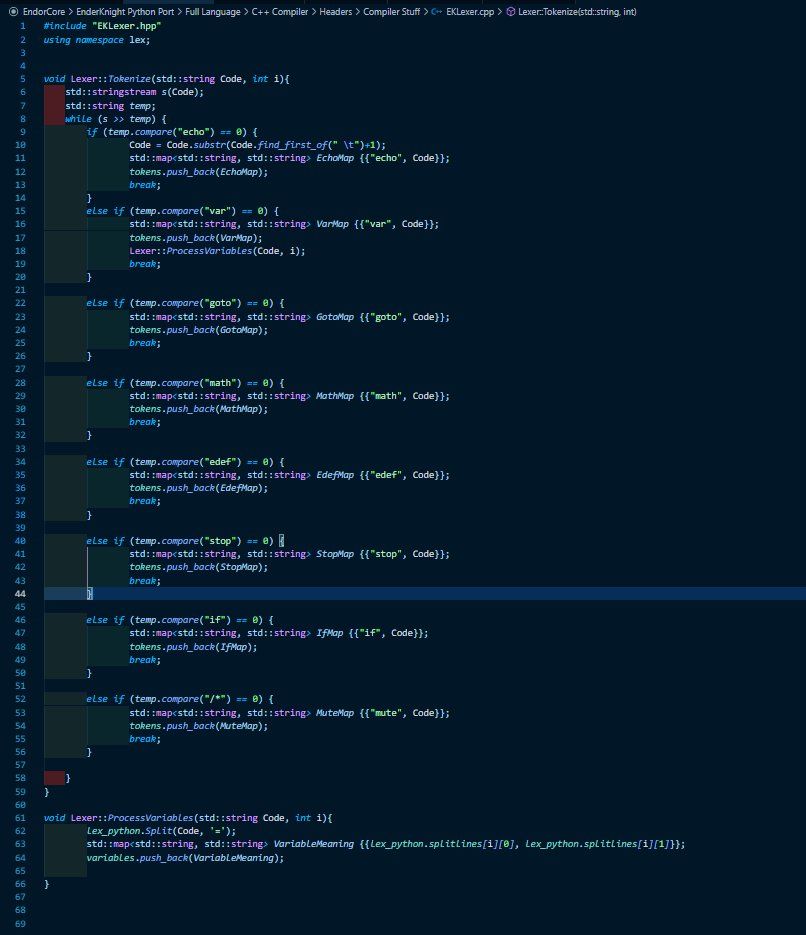 EndorCore > EnderKnight Python Port > Full Language > C++ Compiler > Headers > Compiler Stuff > C++ EKLexer.cpp > Lexer::Tokenize(std::string, int)
1 #include "EKLexer.hpp"
2 using namespace lex;
3
4
5 void Lexer::Tokenize(std::string Code, int i){
6 std::stringstream s(Code);
7 std::string temp;
8 while (s >> temp) {
9 if (temp.compare("echo") == 0) {
10 Code = Code.substr(Code.find_first_of(" \t")+1);
11 std::map<std::string, std::string> EchoMap {{"echo", Code}};
12 tokens.push_back(EchoMap);
13 break;
14 }
15 else if (temp.compare("var") == 0) {
16 std::map<std::string, std::string> VarMap {{"var", Code}};
17 tokens.push_back(VarMap);
18 Lexer::ProcessVariables(Code, i);
19 break;
20 }
21
22 else if (temp.compare("goto") == 0) {
23 std::map<std::string, std::string> GotoMap {{"goto", Code}};
24 tokens.push_back(GotoMap);
25 break;
26 }
27
28 else if (temp.compare("math") == 0) {
29 std::map<std::string, std::string> MathMap {{"math", Code}};
30 tokens.push_back(MathMap);
31 break;
32 }
33
34 else if (temp.compare("edef") == 0) {
35 std::map<std::string, std::string> EdefMap {{"edef", Code}};
36 tokens.push_back(EdefMap);
37 break;
38 }
39
40 else if (temp.compare("stop") == 0) {
41 std::map<std::string, std::string> StopMap {{"stop", Code}};
42 tokens.push_back(StopMap);
43 break;
44 }
45
46 else if (temp.compare("if") == 0) {
47 std::map<std::string, std::string> IfMap {{"if", Code}};
48 tokens.push_back(IfMap);
49 break;
50 }
51
52 else if (temp.compare("/*") == 0) {
53 std::map<std::string, std::string> MuteMap {{"mute", Code}};
54 tokens.push_back(MuteMap);
55 break;
56 }
57
58 }
59 }
60
61 void Lexer::ProcessVariables(std::string Code, int i){
62 lex_python.Split(Code, '=');
63 std::map<std::string, std::string> VariableMeaning {{lex_python.splitlines[i][0], lex_python.splitlines[i][1]}};
64 variables.push_back(VariableMeaning);
65
66 }
67
68
69